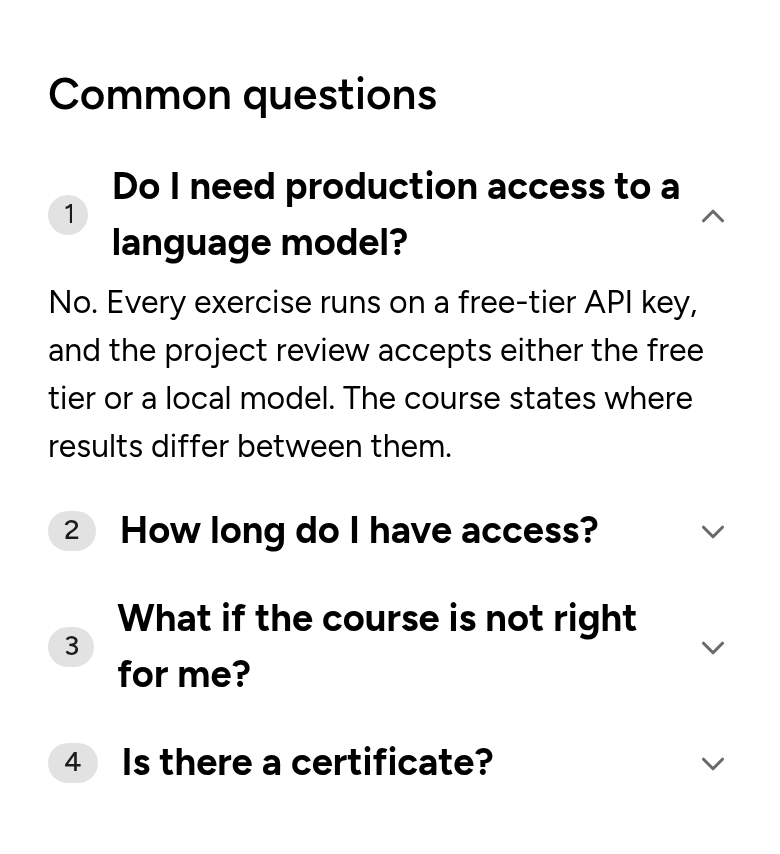 Common questions
1
Do I need production access to a
language model?
No. Every exercise runs on a free-tier API key,
and the project review accepts either the free
tier or a local model. The course states where
results differ between them.
2 How long do I have access?
3
What if the course is not right
for me?
4 Is there a certificate?